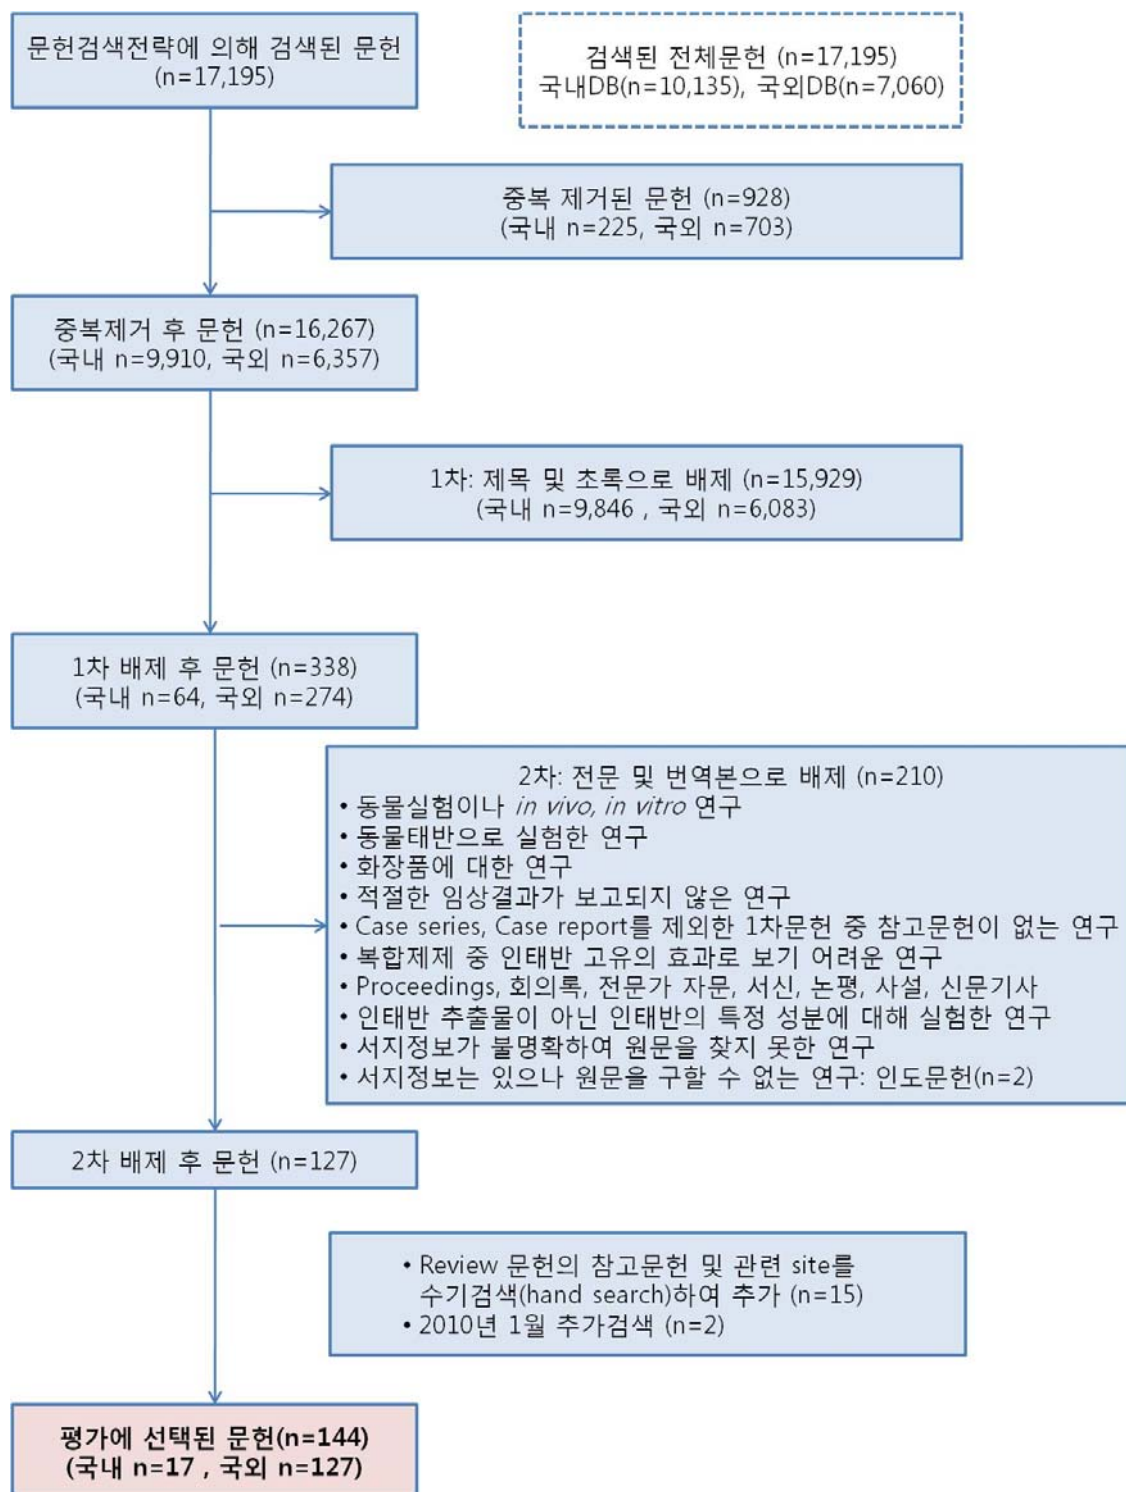 문헌검색전략에 의해 검색된 문헌
(n=17,195)
검색된 전체문헌 (n=17,195)
국내DB(n=10,135), 국외DB(n=7,060)
중복 제거된 문헌 (n=928)
(국내 n=225, 국외 n=703)
중복제거 후 문헌 (n=16,267)
(국내 n=9,910, 국외 n=6,357)
1차: 제목 및 초록으로 배제 (n=15,929)
(국내 n=9,846 , 국외 n=6,083)
1차 배제 후 문헌 (n=338)
(국내 n=64, 국외 n=274)
2차: 전문 및 번역본으로 배제 (n=210)
• 동물실험이나 in vivo, in vitro 연구
• 동물태반으로 실험한 연구
• 화장품에 대한 연구
• 적절한 임상결과가 보고되지 않은 연구
• Case series, Case report를 제외한 1차문헌 중 참고문헌이 없는 연구
• 복합제제 중 인태반 고유의 효과로 보기 어려운 연구
• Proceedings, 회의록, 전문가 자문, 서신, 논평, 사설, 신문기사
• 인태반 추출물이 아닌 인태반의 특정 성분에 대해 실험한 연구
• 서지정보가 불명확하여 원문을 찾지 못한 연구
• 서지정보는 있으나 원문을 구할 수 없는 연구: 인도문헌(n=2)
2차 배제 후 문헌 (n=127)
• Review 문헌의 참고문헌 및 관련 site를
수기검색(hand search)하여 추가 (n=15)
• 2010년 1월 추가검색 (n=2)
평가에 선택된 문헌(n=144)
(국내 n=17 , 국외 n=127)